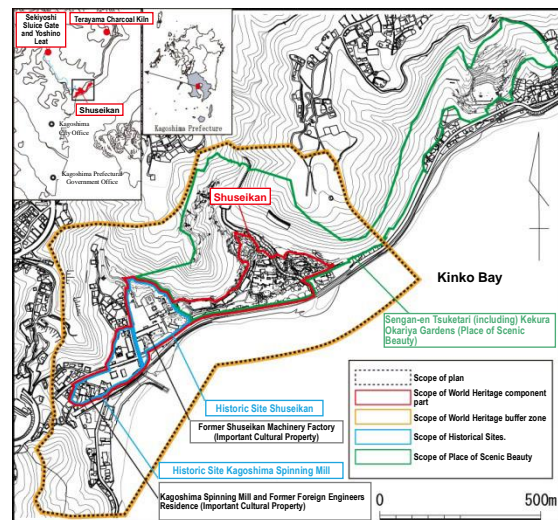 Sekiyoshi
Sluice Gate
and Yoshino
Leat
Terayama Charcoal Kiln
Shuseikan
Kagoshima
City Office
Kagoshima Prefectural
Government Office
Kagoshima Prefecture
Shuseikan
Kinko Bay
Sengan-en Tsuketari (including) Kekura
Okariya Gardens (Place of Scenic
Beauty)
Historic Site Shuseikan
Former Shuseikan Machinery Factory
(Important Cultural Property)
Historic Site Kagoshima Spinning Mill
Kagoshima Spinning Mill and Former Foreign Engineers
Residence (Important Cultural Property)
Scope of plan
Scope of World Heritage component
part
Scope of World Heritage buffer zone
Scope of Historical Sites.
Scope of Place of Scenic Beauty
0 500m